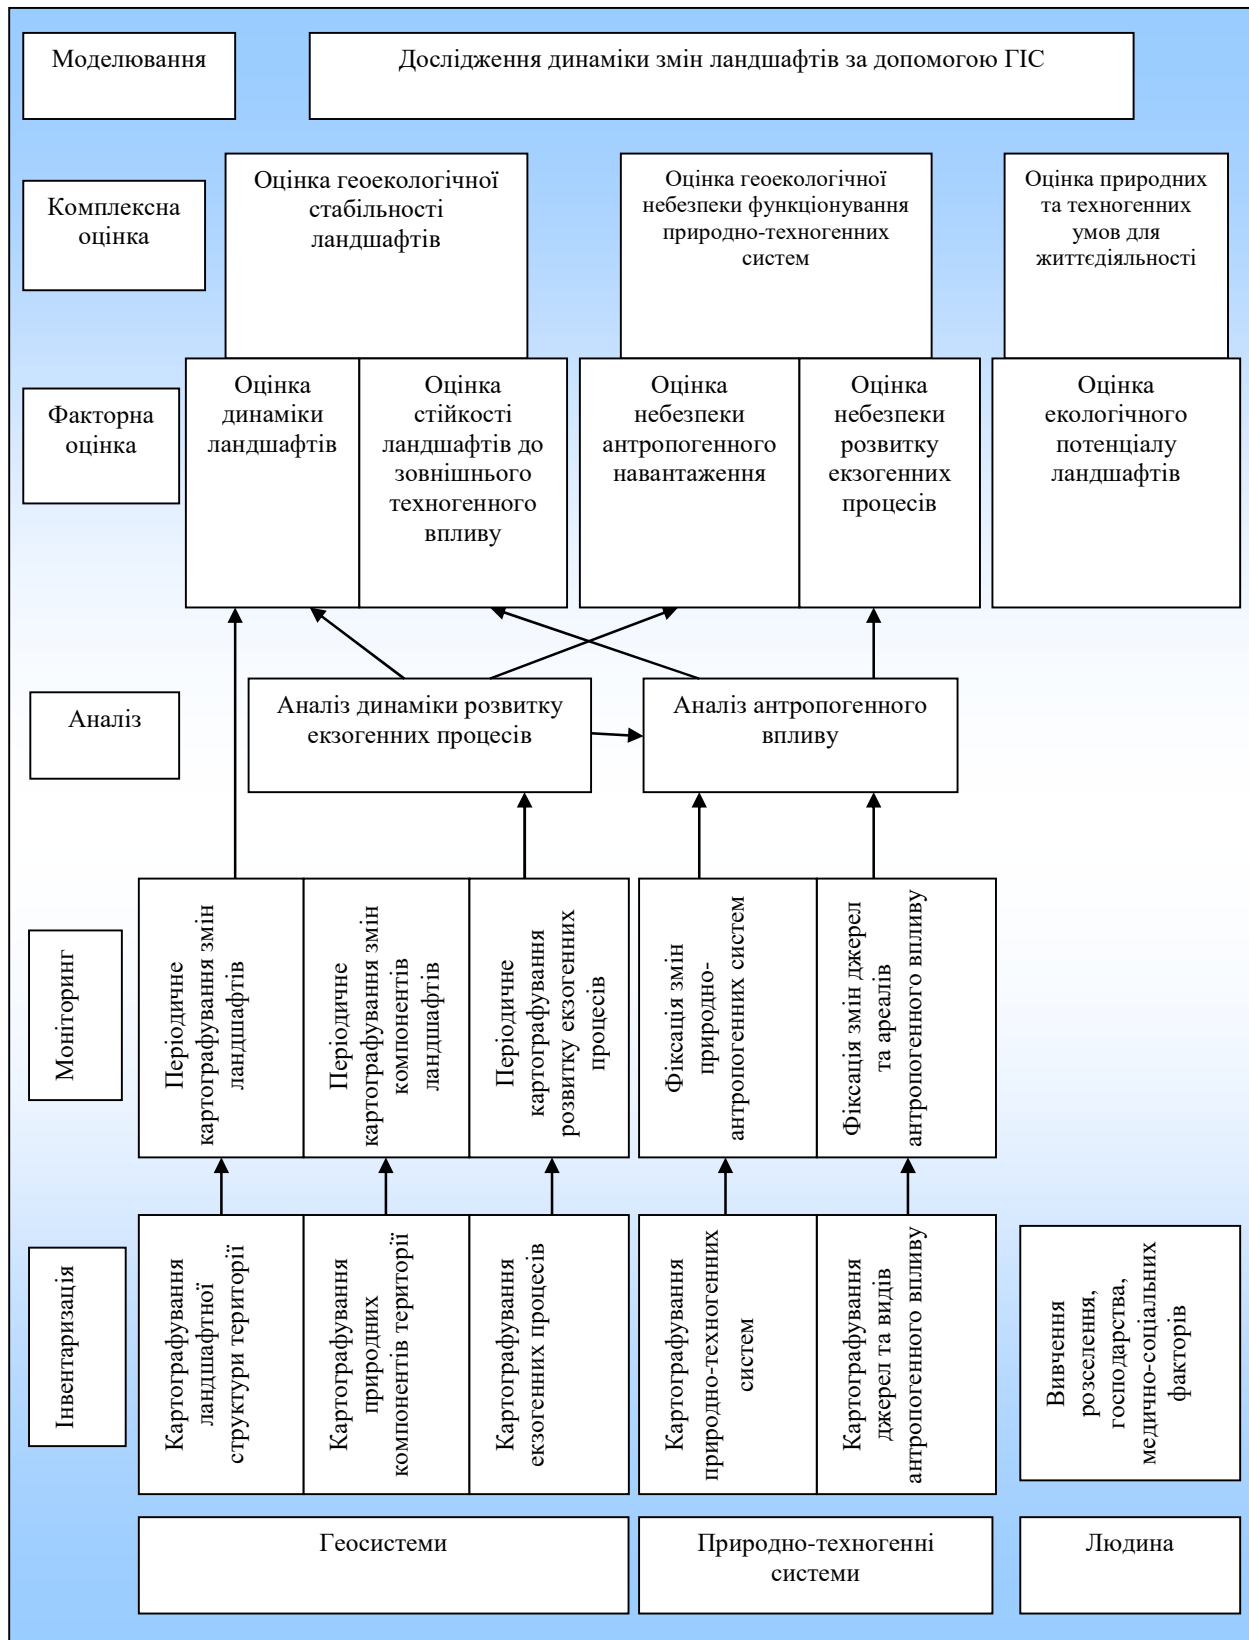 Моделювання
Дослідження динаміки змін ландшафтів за допомогою ГІС
Комплексна
оцінка
Оцінка геоекологічної
стабільності
ландшафтів
Оцінка геоекологічної
небезпеки функціонування
природно-техногенних
систем
Оцінка природних
та техногенних
умов для
життєдіяльності
Факторна
оцінка
Оцінка
динаміки
ландшафтів
Оцінка
стійкості
ландшафтів до
зовнішнього
техногенного
впливу
Оцінка
небезпеки
антропогенного
навантаження
Оцінка
небезпеки
розвитку
екзогенних
процесів
Оцінка
екологічного
потенціалу
ландшафтів
Аналіз
Аналіз динаміки розвитку
екзогенних процесів
Аналіз антропогенного
впливу
Моніторинг
Періодичне
картографування змін
ландшафтів
Періодичне
картографування змін
компонентів
ландшафтів
Періодичне
картографування
розвитку екзогенних
процесів
Фіксація змін
природно-
антропогенних систем
Фіксація змін джерел
та ареалів
антропогенного впливу
Інвентаризація
Картографування
ландшафтної
структури території
Картографування
природних
компонентів території
Картографування
екзогенних процесів
Картографування
природно-техногенних
систем
Картографування
джерел та видів
антропогенного впливу
Вивчення
розселення,
господарства,
медично-соціальних
факторів
Геосистеми
Природно-техногенні
системи
Людина